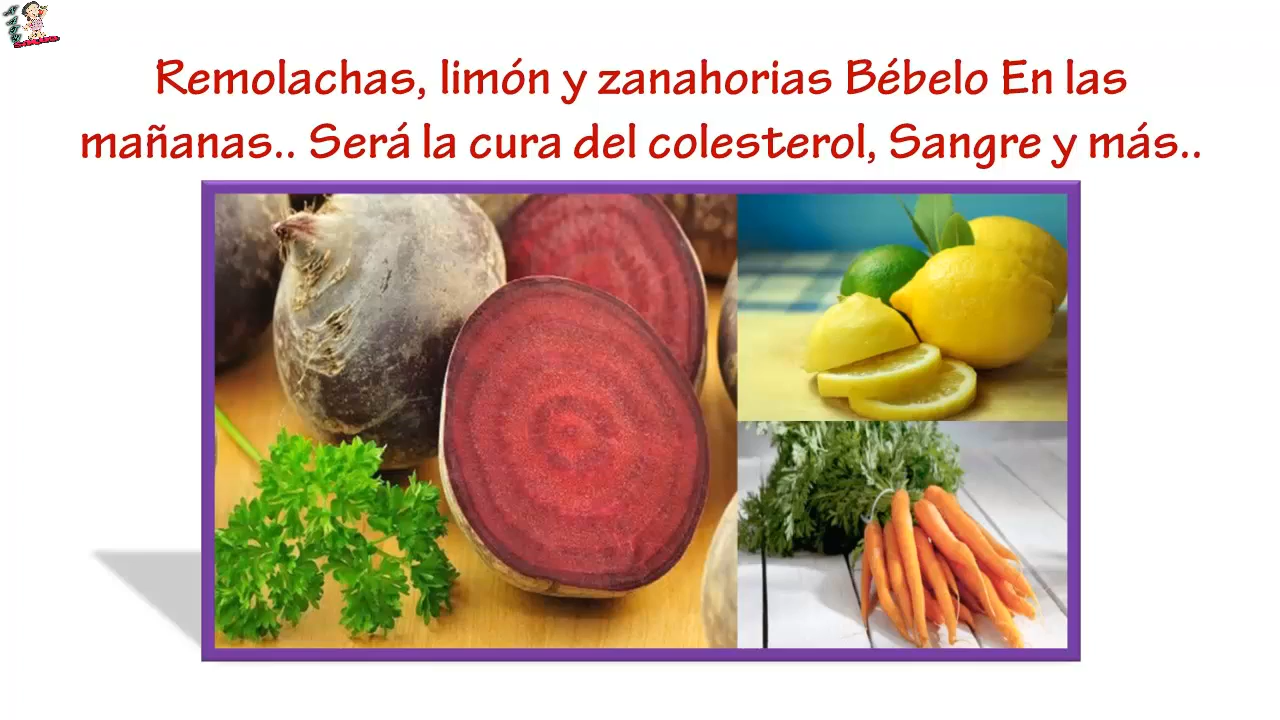 Remolachas, limón y zanahorias Bébelo En las
mañanas.. Será la cura del colesterol, Sangre y más..